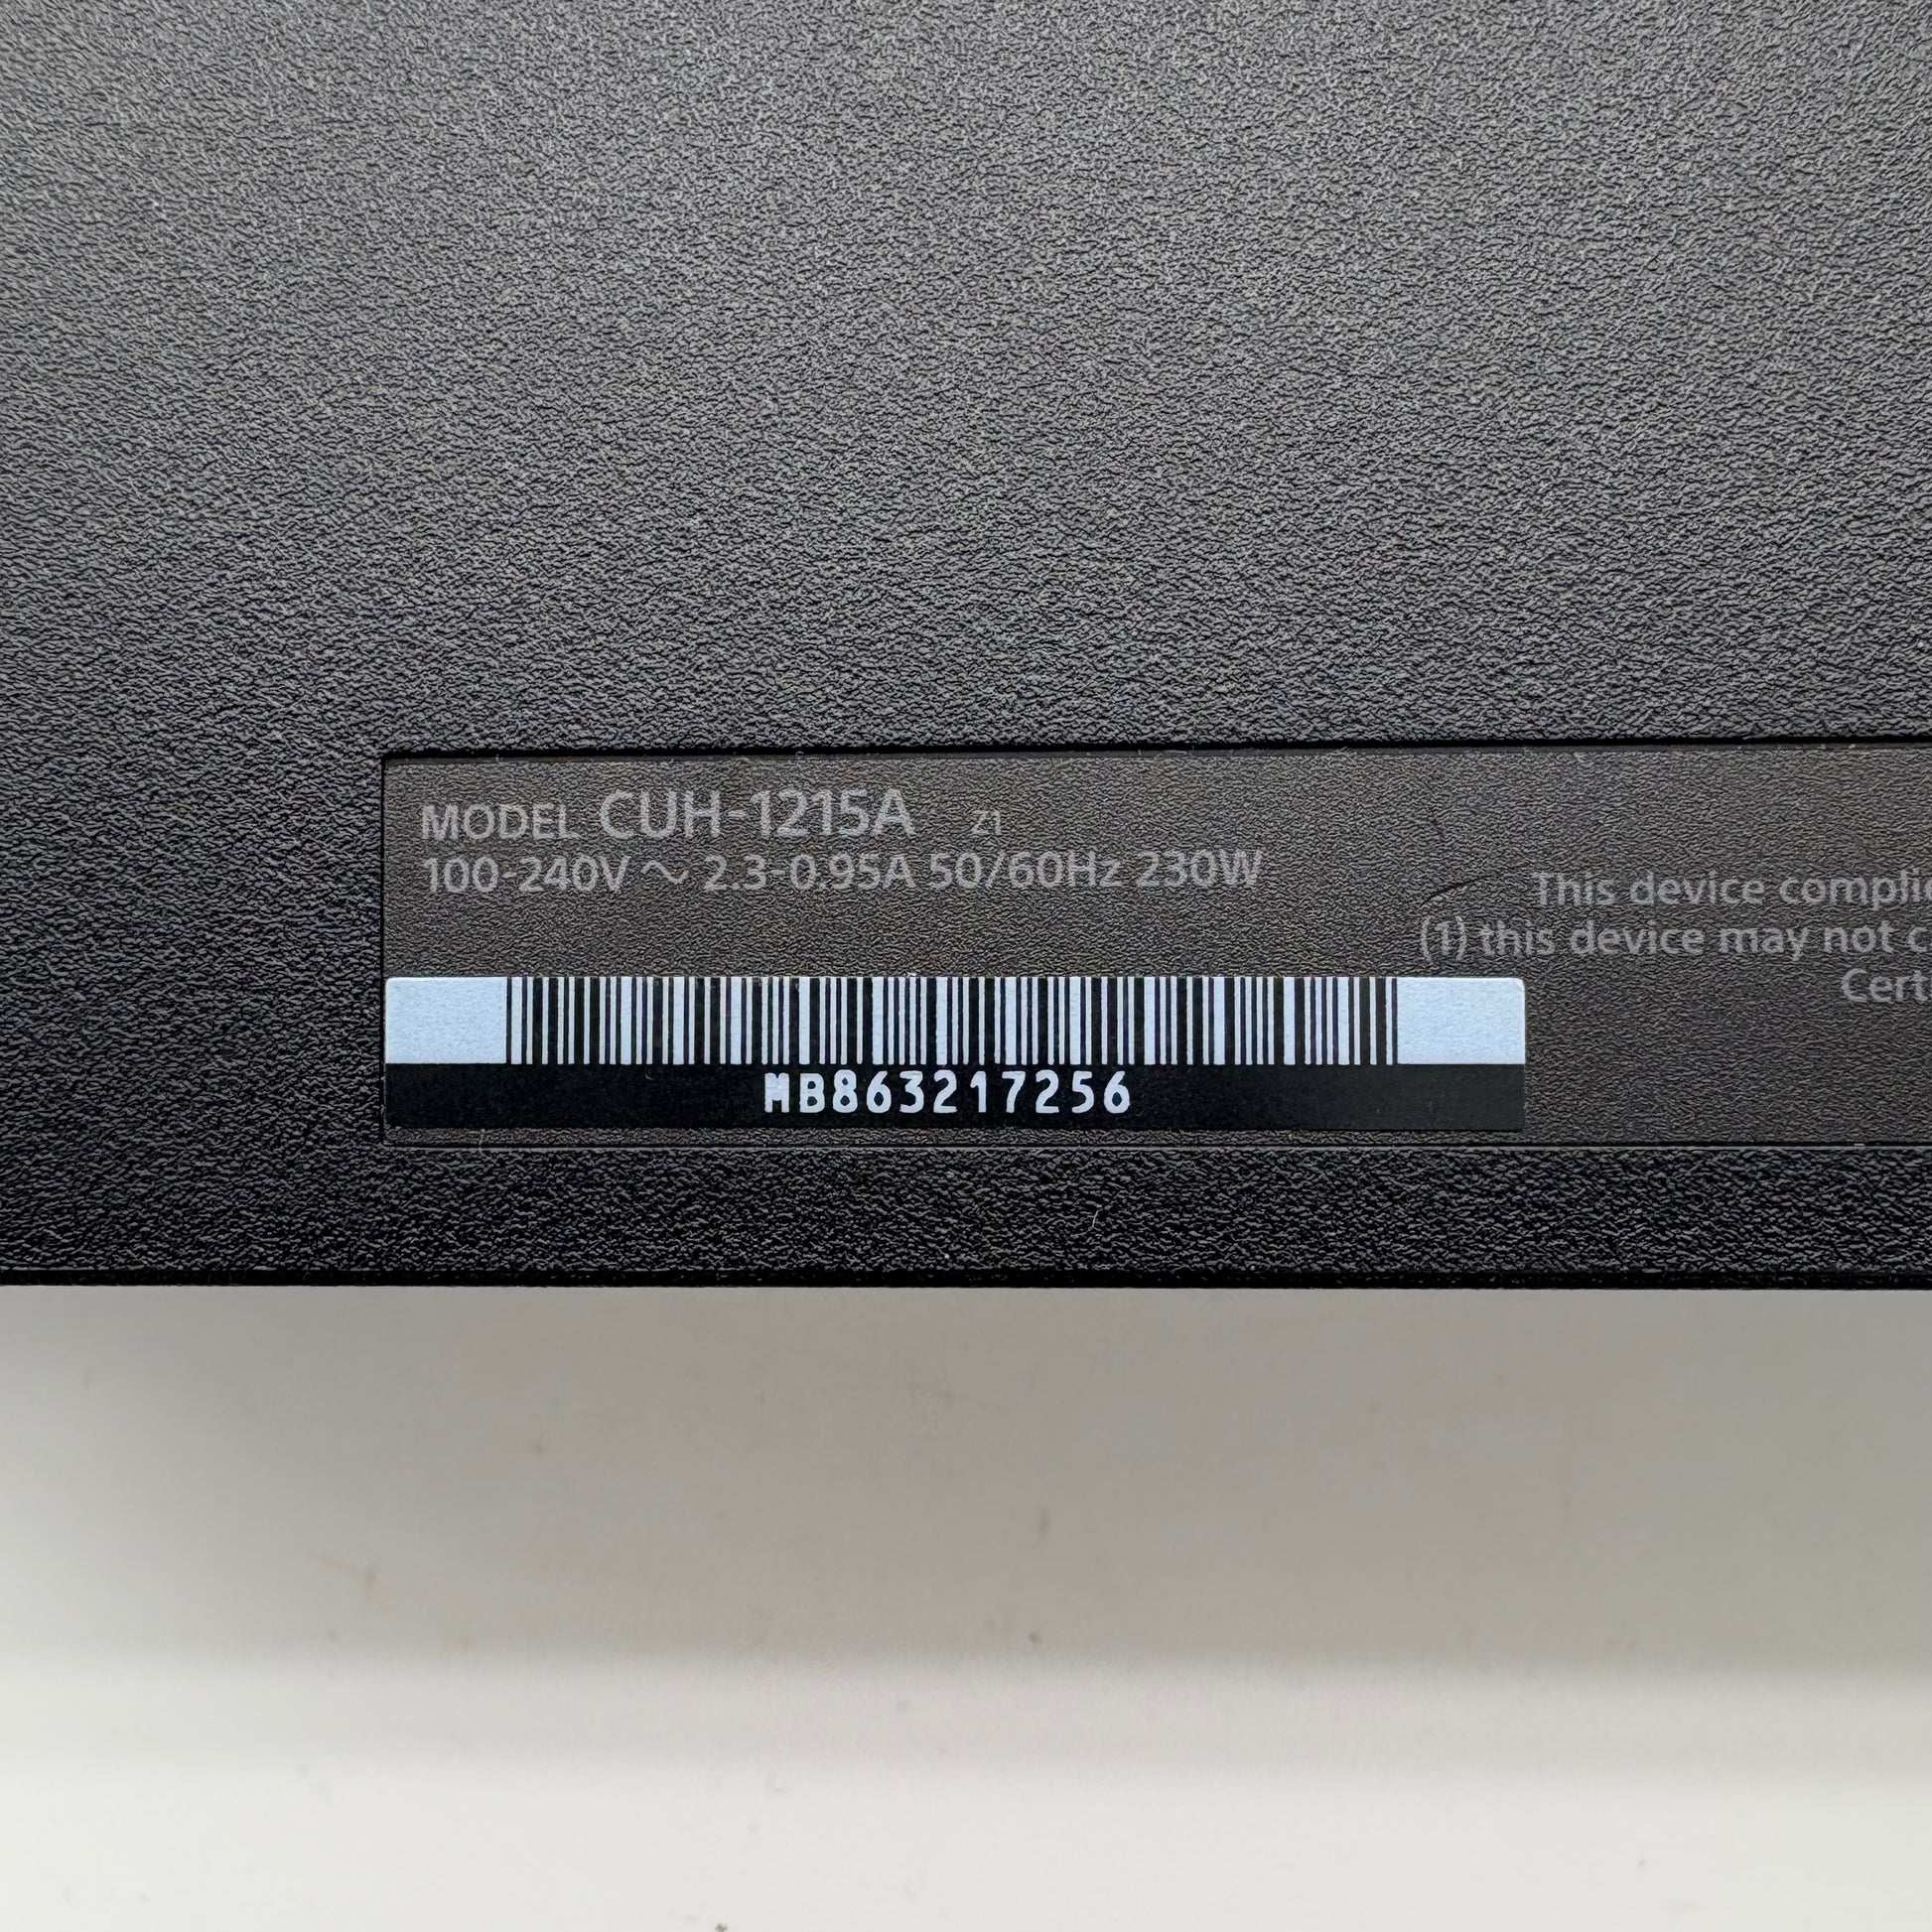 MODEL CUH-1215A Z1
100-240V ～ 2.3-0.95A 50/60Hz 230W
This device compli
(1) this device may not c
Cert
MB863217256